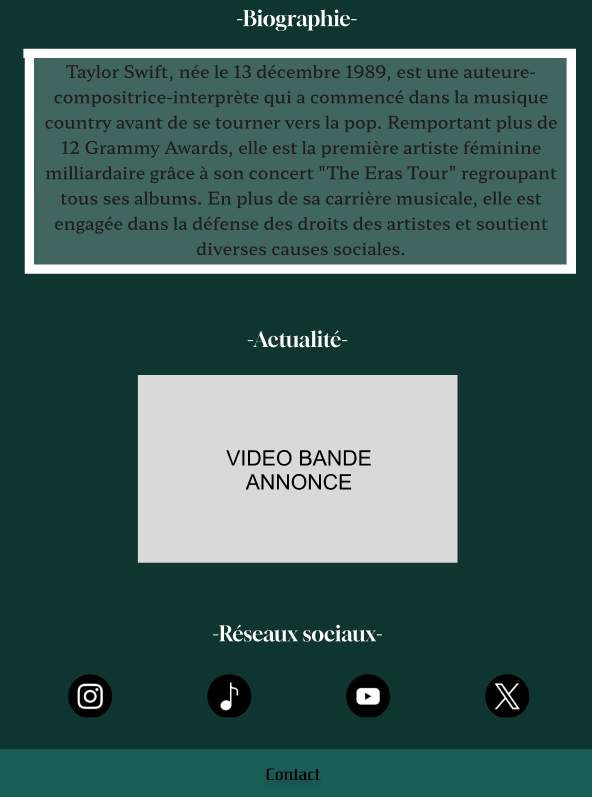 -Biographie-
Taylor Swift, née le 13 décembre 1989, est une auteure-
compositrice-interprète qui a commencé dans la musique
country avant de se tourner vers la pop. Remportant plus de
12 Grammy Awards, elle est la première artiste féminine
milliardaire grâce à son concert "The Eras Tour" regroupant
tous ses albums. En plus de sa carrière musicale, elle est
engagée dans la défense des droits des artistes et soutient
diverses causes sociales.
-Actualité-
VIDEO BANDE
ANNONCE
-Réseaux sociaux-
Contact